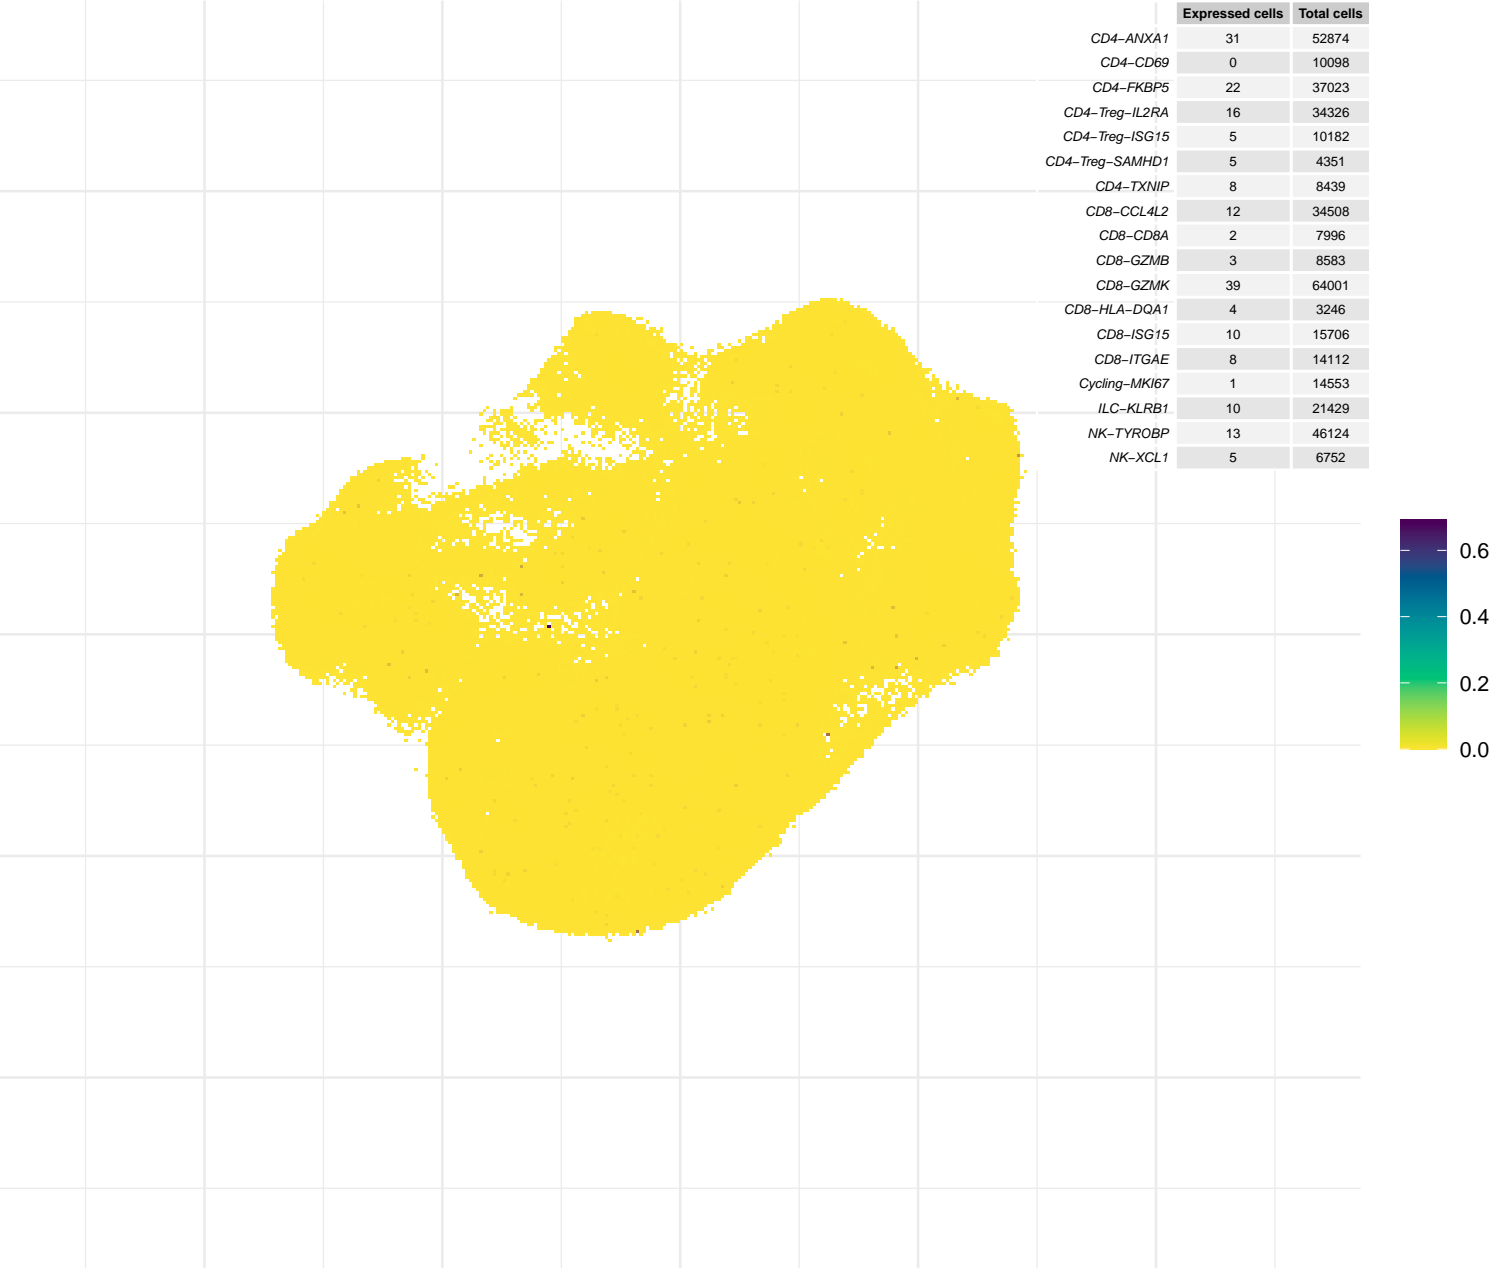 Expressed cells Total cells
CD4−ANXA1 31 52874
CD4−CD69 0 10098
CD4−FKBP5 22 37023
CD4−Treg−IL2RA 16 34326
CD4−Treg−ISG15 5 10182
CD4−Treg−SAMHD1 5 4351
CD4−TXNIP 8 8439
CD8−CCL4L2 12 34508
CD8−CD8A 2 7996
CD8−GZMB 3 8583
CD8−GZMK 39 64001
CD8−HLA−DQA1 4 3246
CD8−ISG15 10 15706
CD8−ITGAE 8 14112
Cycling−MKI67 1 14553
ILC−KLRB1 10 21429
NK−TYROBP 13 46124
NK−XCL1 5 6752
0.6
0.4
0.2
0.0